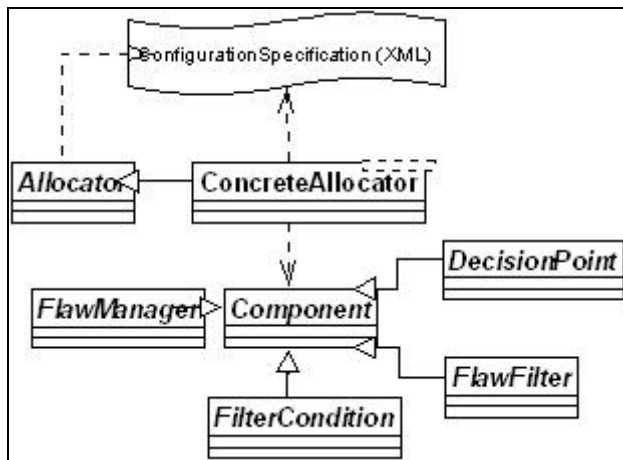 ConfigurationSpecification (XML)
Allocator
ConcreteAllocator
DecisionPoint
FlawManager
Component
FlawFilter
FilterCondition